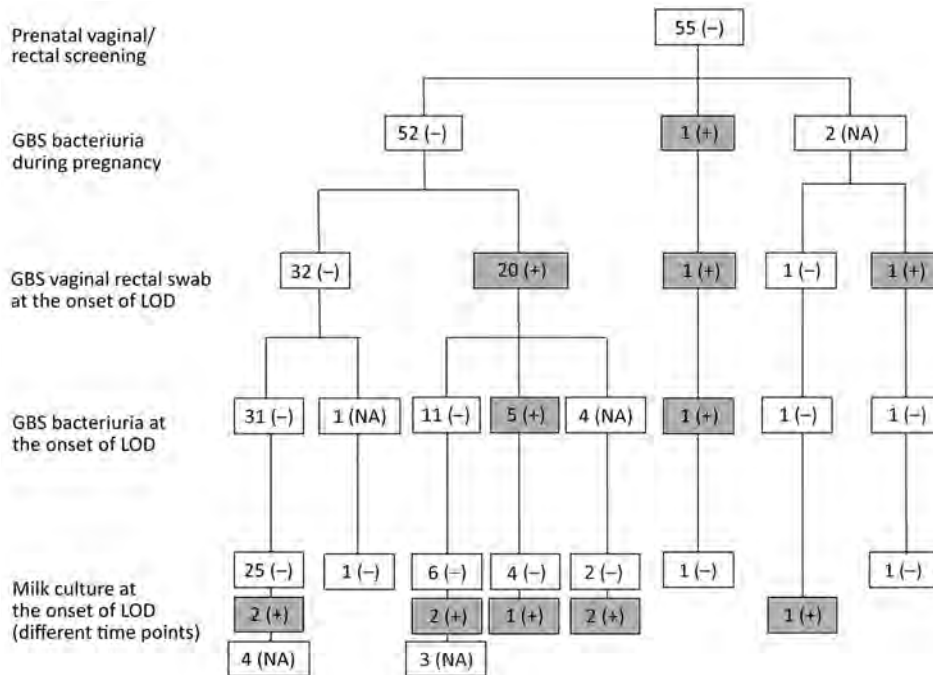 Prenatal vaginal/
rectal screening
55 (–)
GBS bacteriuria
during pregnancy
52 (–)
1 (+)
2 (NA)
GBS vaginal rectal swab
at the onset of LOD
32 (–)
20 (+)
1 (+)
1 (–)
1 (+)
GBS bacteriuria at
the onset of LOD
31 (–)
1 (NA)
11 (–)
5 (+)
4 (NA)
1 (+)
1 (–)
1 (–)
Milk culture at
the onset of LOD
(different time points)
25 (–)
1 (–)
6 (–)
4 (–)
2 (–)
1 (–)
1 (–)
2 (+)
2 (+)
1 (+)
2 (+)
1 (+)
4 (NA)
3 (NA)